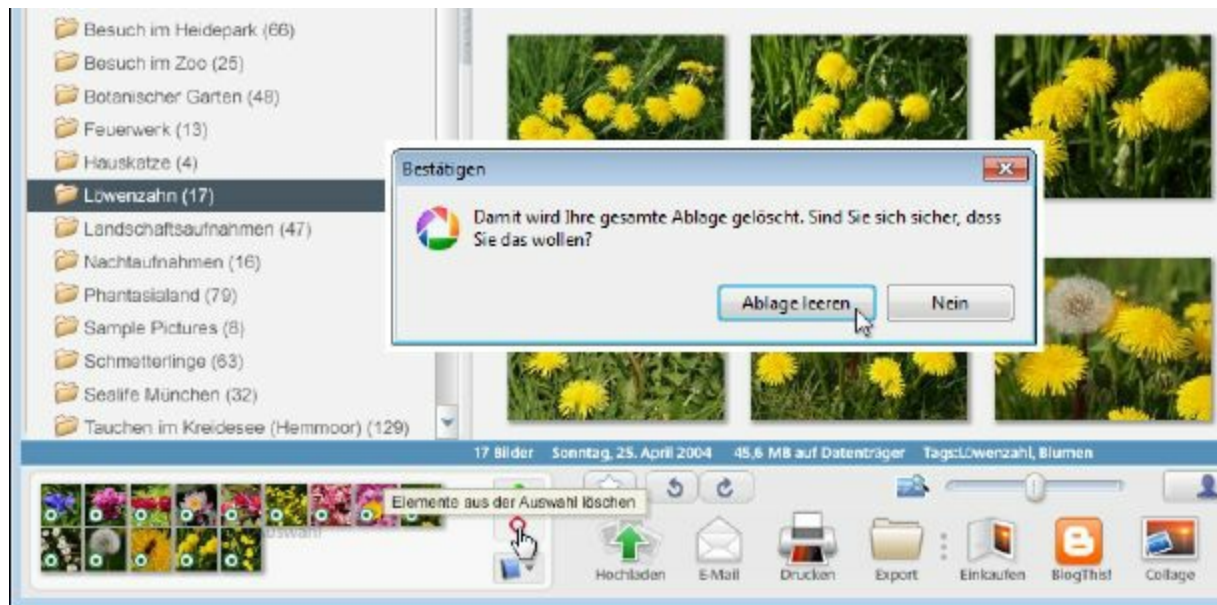 Besuch im Heidepark (66)
Besuch im Zoo (25)
Botanischer Garten (48)
Feuerwerk (13)
Hauskatze (4)
Löwenzahn (17)
Landschaftsaufnahmen (47)
Nachtaufnahmen (16)
Phantasialand (79)
Sample Pictures (8)
Schmetterlinge (63)
Sealife München (32)
Tauchen im Kreidesee (Hemmoor) (129)
Bestätigen
Damit wird Ihre gesamte Ablage gelöscht. Sind Sie sich sicher, dass
Sie das wollen?
Ablage leeren
Nein
17 Bilder Sonntag, 25. April 2004 45,6 MB auf Datenträger Tags:Löwenzahl, Blumen
Elemente aus der Auswahl löschen
Hochladen
E-Mail
Drucken
Export
Einkaufen
BlogThis!
Collage